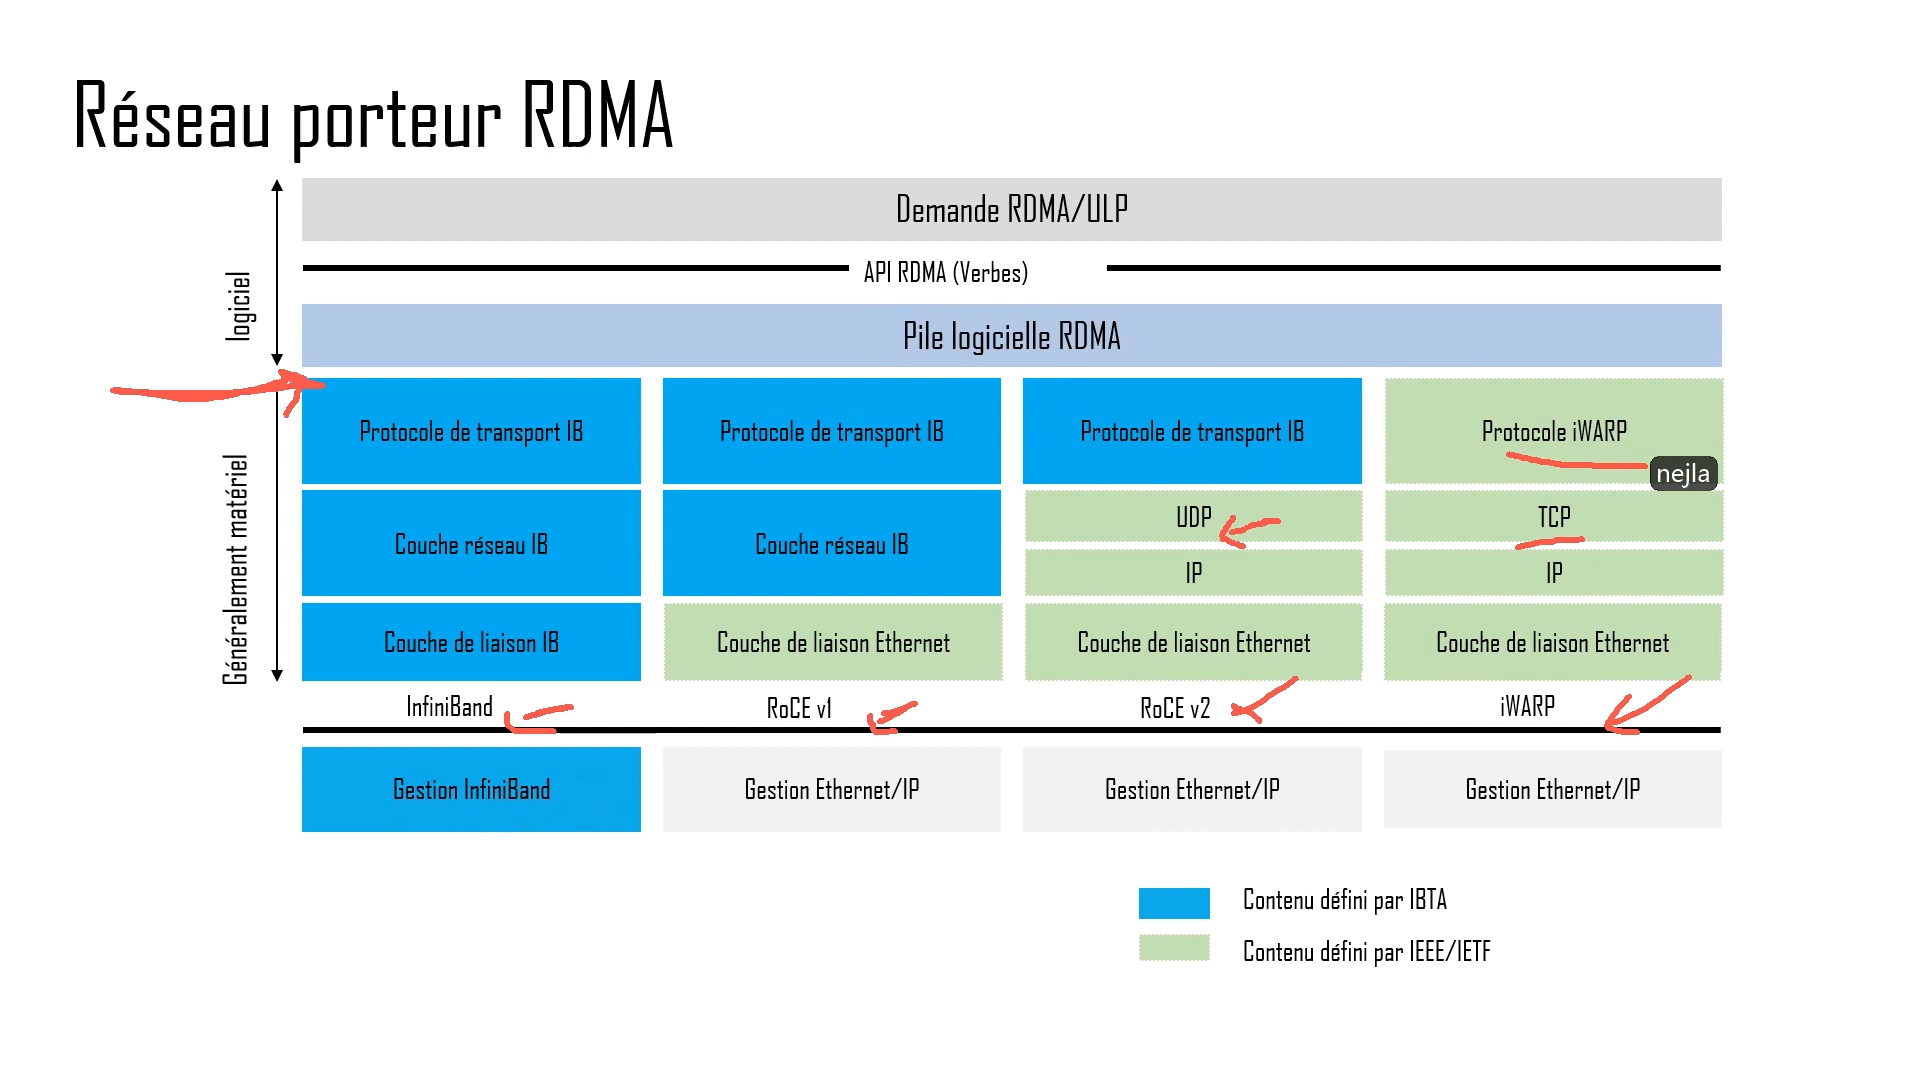 Réseau porteur RDMA
Demande RDMA/ULP
API RDMA (Verbes)
logiciel
Pile logicielle RDMA
Généralement matériel
Protocole de transport IB
Protocole de transport IB
Protocole de transport IB
Protocole iWARP
nejla
Couche réseau IB
Couche réseau IB
UDP
TCP
IP
IP
Couche de liaison IB
Couche de liaison Ethernet
Couche de liaison Ethernet
Couche de liaison Ethernet
InfiniBand
RoCE v1
RoCE v2
iWARP
Gestion InfiniBand
Gestion Ethernet/IP
Gestion Ethernet/IP
Gestion Ethernet/IP
Contenu défini par IBTA
Contenu défini par IEEE/IETF